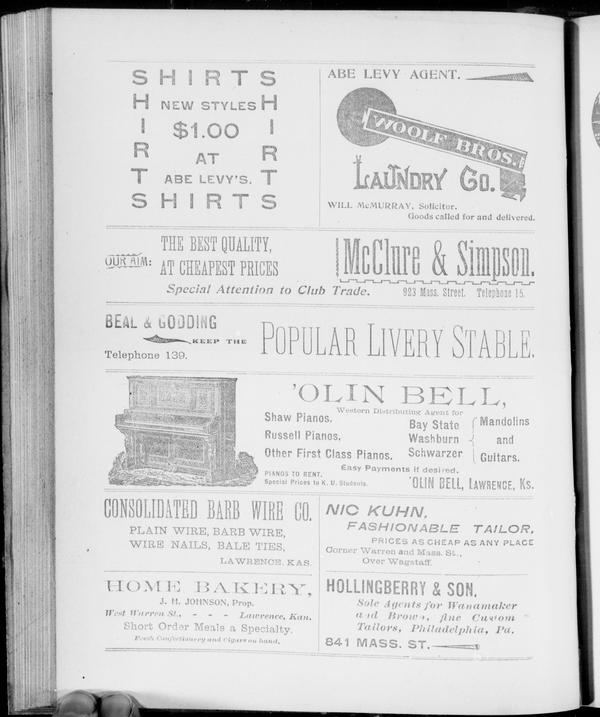 SHIRTS
SHIRTS
NEW STYLES
$1.00
AT
ABE LEVY'S.
SHIRTS
SHIRTS
ABE LEVY AGENT.
WOOLF BROS.
LAUNDRY CO.
WILL McMURRAY, Solicitor.
Goods called for and delivered.
OUR AIM:
THE BEST QUALITY,
AT CHEAPEST PRICES
Special Attention to Club Trade.
McClure & Simpson.
923 Mass. Street. Telephone 15.
BEAL & GODDING
KEEP THE
Telephone 139.
POPULAR LIVERY STABLE.
'OLIN BELL,
Western Distributing Agent for
Shaw Pianos.
Russell Pianos,
Other First Class Pianos.
Bay State
Washburn
Schwarzer
Mandolins
and
Guitars.
Easy Payments if desired.
PIANOS TO RENT.
Special Prices to K. U. Students.
'OLIN BELL, LAWRENCE, KS.
CONSOLIDATED BARB WIRE CO.
PLAIN WIRE, BARB WIRE,
WIRE NAILS, BALE TIES,
LAWRENCE, KAS.
NIC KUHN,
FASHIONABLE TAILOR,
PRICES AS CHEAP AS ANY PLACE
Corner Warren and Mass. St.,
Over Wagstaff.
HOME BAKERY,
J. H. JOHNSON, Prop.
West Warren St., - - - Lawrence, Kan.
Short Order Meals a Specialty.
Fresh Confectionery and Cigars on hand.
HOLLINGBERRY & SON.
Sole Agents for Wanamaker
and Brown, fine Custom
Tailors, Philadelphia, Pa.
841 MASS. ST.